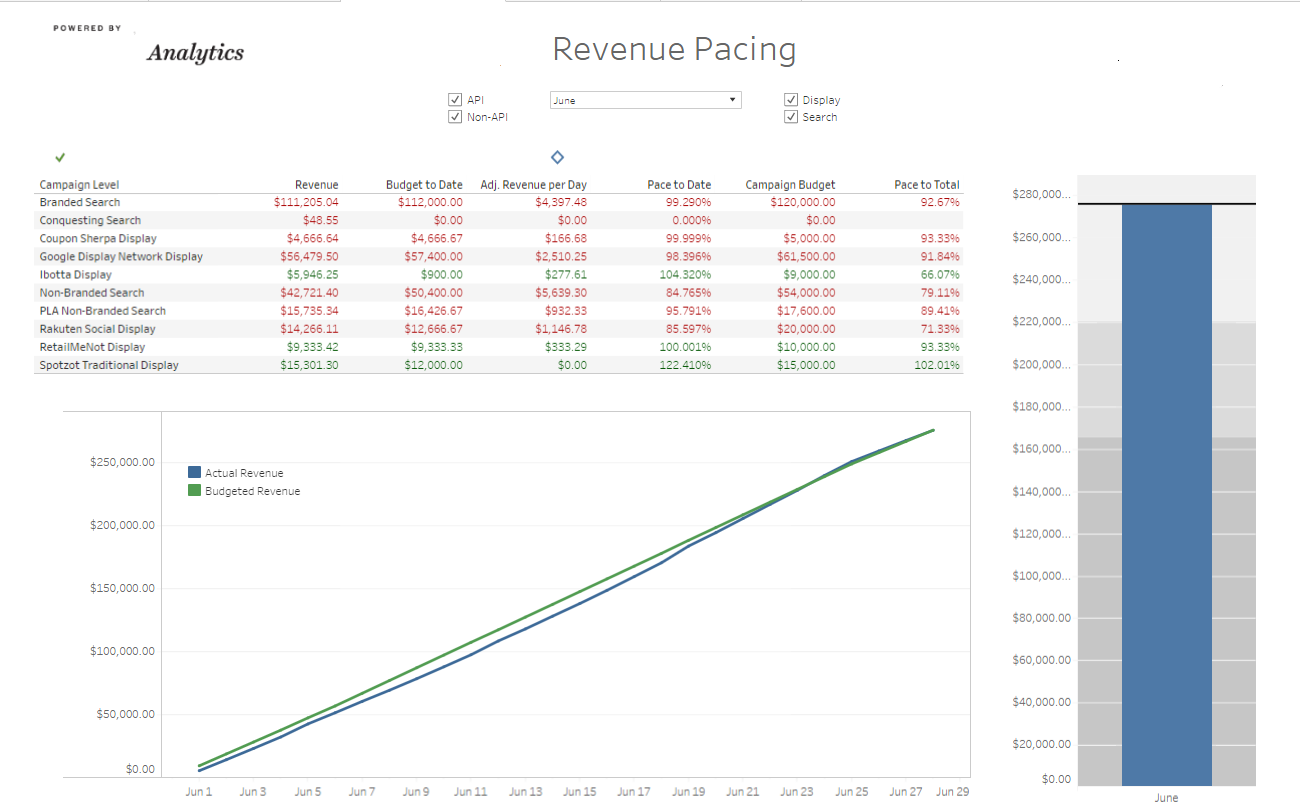 POWERED BY
Analytics
Revenue Pacing
API
Non-API
June
Display
Search
Campaign Level Revenue Budget to Date Adj. Revenue per Day Pace to Date Campaign Budget Pace to Total
Branded Search $111,205.04 $112,000.00 $4,397.48 99.290% $120,000.00 92.67%
Conquesting Search $48.55 $0.00 $0.00 0.000% $0.00
Coupon Sherpa Display $4,666.64 $4,666.67 $166.68 99.999% $5,000.00 93.33%
Google Display Network Display $56,479.50 $57,400.00 $2,510.25 98.396% $61,500.00 91.84%
Ibotta Display $5,946.25 $900.00 $277.61 104.320% $9,000.00 66.07%
Non-Branded Search $42,721.40 $50,400.00 $5,639.30 84.765% $54,000.00 79.11%
PLA Non-Branded Search $15,735.34 $16,426.67 $932.33 95.791% $17,600.00 89.41%
Rakuten Social Display $14,266.11 $12,666.67 $1,146.78 85.597% $20,000.00 71.33%
RetailMeNot Display $9,333.42 $9,333.33 $333.29 100.001% $10,000.00 93.33%
Spotzot Traditional Display $15,301.30 $12,000.00 $0.00 122.410% $15,000.00 102.01%
$250,000.00
$200,000.00
$150,000.00
$100,000.00
$50,000.00
$0.00
Actual Revenue
Budgeted Revenue
Jun 1 Jun 3 Jun 5 Jun 7 Jun 9 Jun 11 Jun 13 Jun 15 Jun 17 Jun 19 Jun 21 Jun 23 Jun 25 Jun 27 Jun 29
$280,000...
$260,000...
$240,000...
$220,000...
$200,000...
$180,000...
$160,000...
$140,000...
$120,000...
$100,000...
$80,000.00
$60,000.00
$40,000.00
$20,000.00
$0.00
June